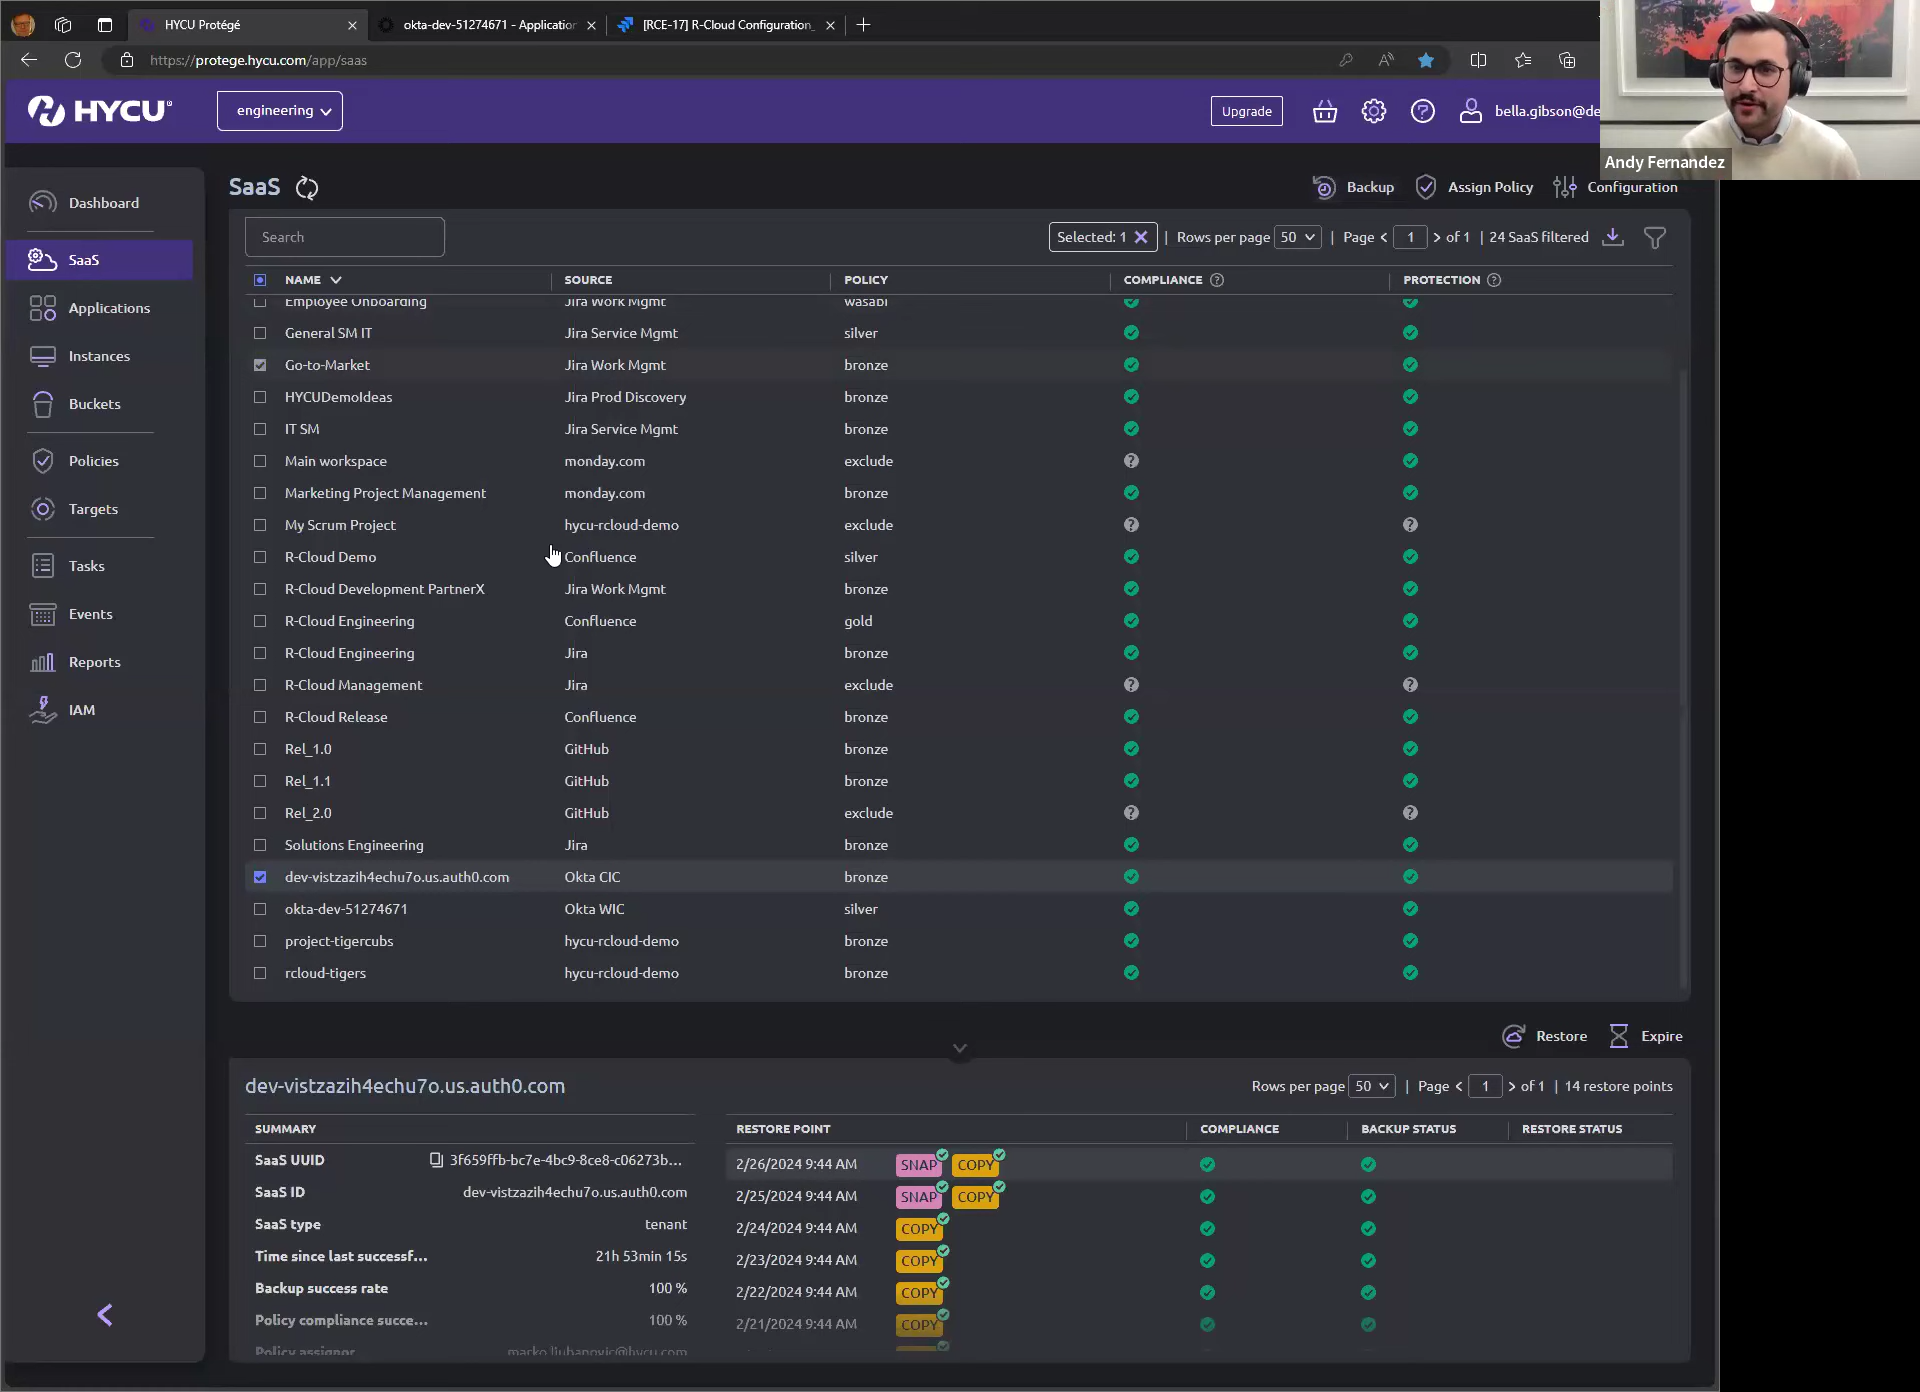 HYCU Protégé
okta-dev-51274671 - Applicatio
[RCE-17] R-Cloud Configuration_
https://protege.hycu.com/app/saas
HYCU
engineering
Upgrade
bella.gibson@de
Andy Fernandez
Dashboard
SaaS
Applications
Instances
Buckets
Policies
Targets
Tasks
Events
Reports
IAM
SaaS
Backup
Assign Policy
Configuration
Search
Selected: 1 | Rows per page 50 | Page < 1 > of 1 | 24 SaaS filtered
NAME SOURCE POLICY COMPLIANCE ? PROTECTION ?
Employee Onboarding Jira Work Mgmt wasabi
General SM IT Jira Service Mgmt silver
Go-to-Market Jira Work Mgmt bronze
HYCUDemoIdeas Jira Prod Discovery bronze
IT SM Jira Service Mgmt bronze
Main workspace monday.com exclude ?
Marketing Project Management monday.com bronze
My Scrum Project hycu-rcloud-demo exclude ? ?
R-Cloud Demo Confluence silver
R-Cloud Development PartnerX Jira Work Mgmt bronze
R-Cloud Engineering Confluence gold
R-Cloud Engineering Jira bronze
R-Cloud Management Jira exclude ? ?
R-Cloud Release Confluence bronze
Rel_1.0 GitHub bronze
Rel_1.1 GitHub bronze
Rel_2.0 GitHub exclude ? ?
Solutions Engineering Jira bronze
dev-vistzazih4echu7o.us.auth0.com Okta CIC bronze
okta-dev-51274671 Okta WIC silver
project-tigercubs hycu-rcloud-demo bronze
rcloud-tigers hycu-rcloud-demo bronze
Restore
Expire
dev-vistzazih4echu7o.us.auth0.com
Rows per page 50 | Page < 1 > of 1 | 14 restore points
SUMMARY
SaaS UUID 3f659ffb-bc7e-4bc9-8ce8-c06273b...
SaaS ID dev-vistzazih4echu7o.us.auth0.com
SaaS type tenant
Time since last successf... 21h 53min 15s
Backup success rate 100 %
Policy compliance succe... 100 %
Policy assignor marko.ljubanovic@hycu.com
RESTORE POINT COMPLIANCE BACKUP STATUS RESTORE STATUS
2/26/2024 9:44 AM SNAP COPY
2/25/2024 9:44 AM SNAP COPY
2/24/2024 9:44 AM COPY
2/23/2024 9:44 AM COPY
2/22/2024 9:44 AM COPY
2/21/2024 9:44 AM COPY